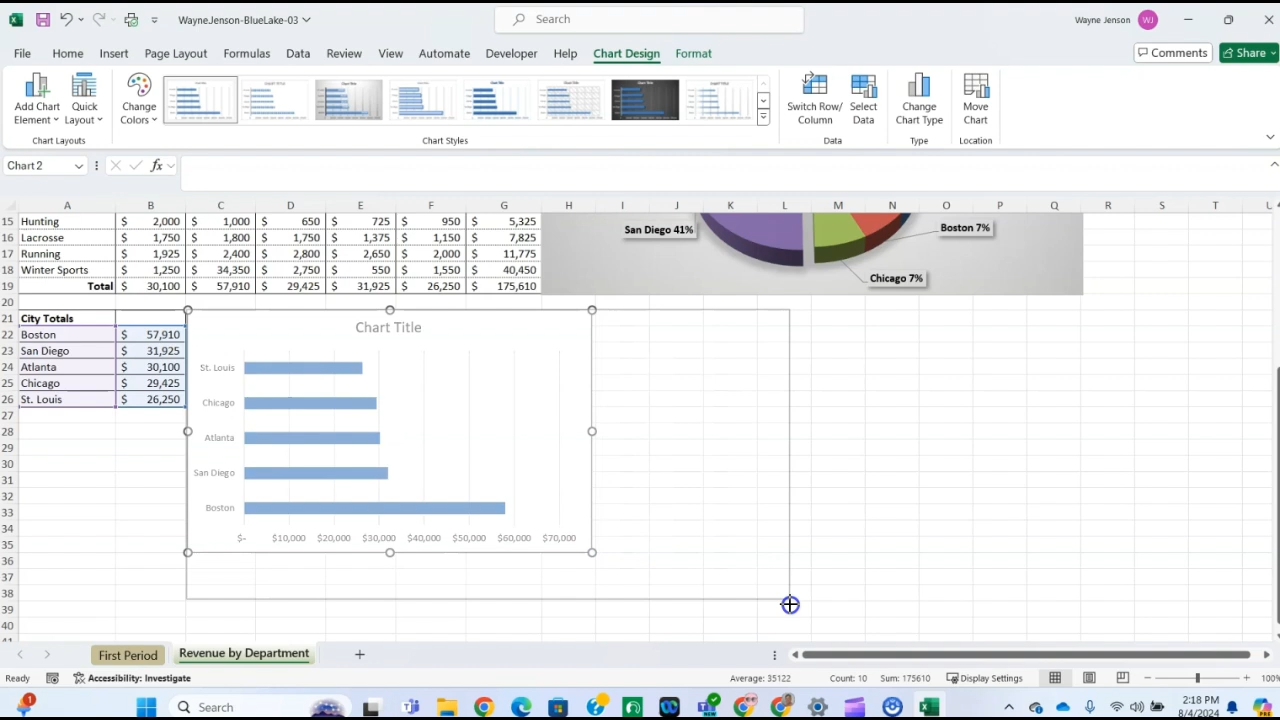 WayneJenson-BlueLake-03
Search
Wayne Jenson
WJ
File Home Insert Page Layout Formulas Data Review View Automate Developer Help Chart Design Format
Comments
Share
Add Chart Element
Quick Layout
Change Colors
Switch Row/ Column
Select Data
Change Chart Type
Move Chart
Chart Layouts
Chart Styles
Data
Type
Location
Chart 2
fx
A B C D E F G H I J K L M N O P Q R S T U
15 Hunting $ 2,000 $ 1,000 $ 650 $ 725 $ 950 $ 5,325
16 Lacrosse $ 1,750 $ 1,800 $ 1,750 $ 1,375 $ 1,150 $ 7,825
17 Running $ 1,925 $ 2,400 $ 2,800 $ 2,650 $ 2,000 $ 11,775
18 Winter Sports $ 1,250 $ 34,350 $ 2,750 $ 550 $ 1,550 $ 40,450
19 Total $ 30,100 $ 57,910 $ 29,425 $ 31,925 $ 26,250 $ 175,610
San Diego 41%
Boston 7%
Chicago 7%
20
21 City Totals
22 Boston $ 57,910
23 San Diego $ 31,925
24 Atlanta $ 30,100
25 Chicago $ 29,425
26 St. Louis $ 26,250
27
28
29
30
31
32
33
34
35
36
37
38
39
40
41
Chart Title
St. Louis
Chicago
Atlanta
San Diego
Boston
$- $10,000 $20,000 $30,000 $40,000 $50,000 $60,000 $70,000
First Period
Revenue by Department
Ready
Accessibility: Investigate
Average: 35122 Count: 10 Sum: 175610
Display Settings
100%
1
Search
NEW
2:18 PM
8/4/2024